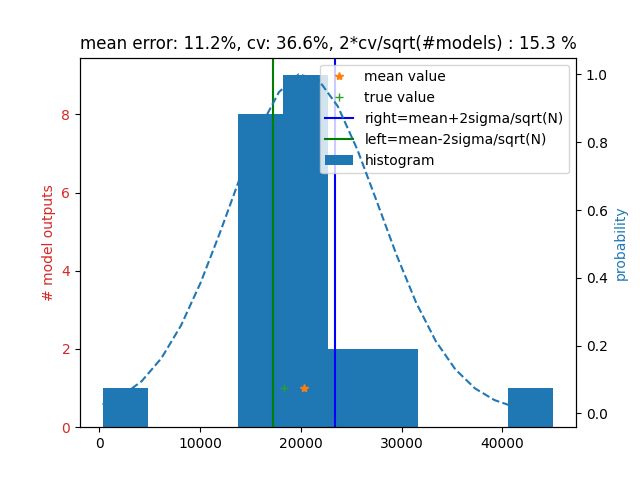 mean error: 11.2%, cv: 36.6%, 2*cv/sqrt(#models) : 15.3 %
mean value
true value
right=mean+2sigma/sqrt(N)
left=mean-2sigma/sqrt(N)
histogram
# model outputs
8
6
4
2
0
1.0
0.8
0.6
0.4
0.2
0.0
probability
0 10000 20000 30000 40000